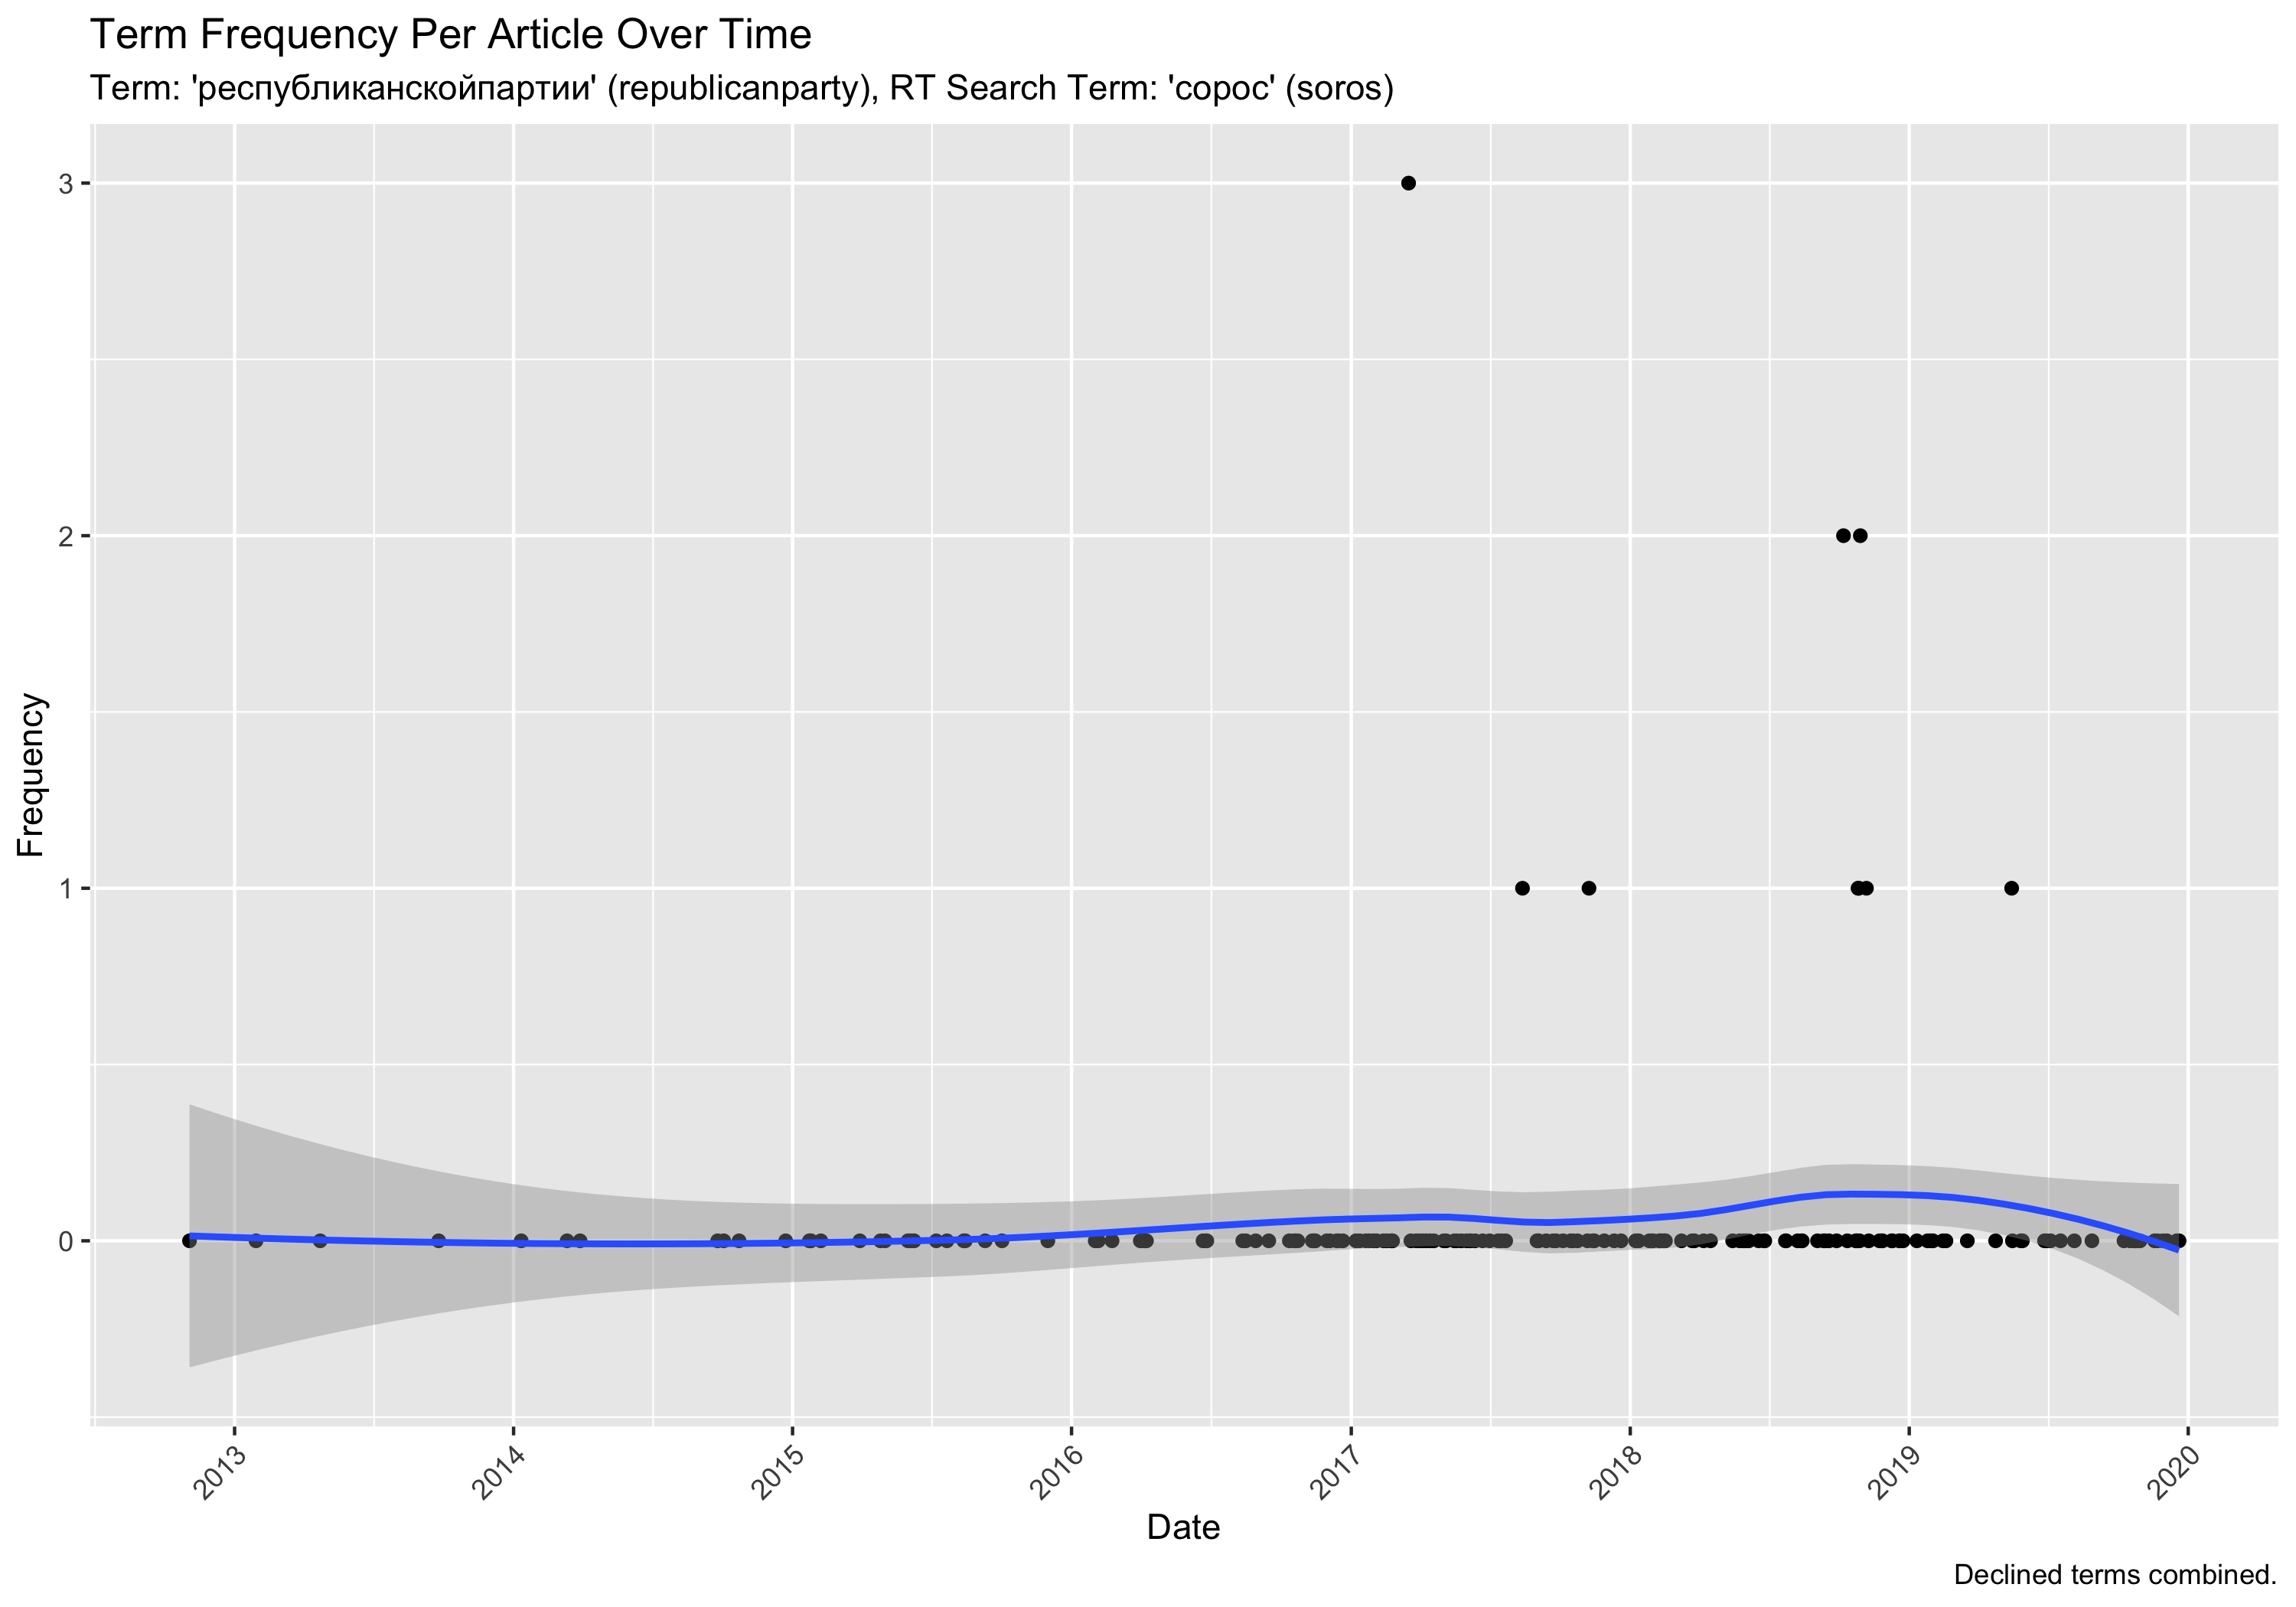 Term Frequency Per Article Over Time
Term: 'республиканскойпартии' (republicanparty), RT Search Term: 'сорос' (soros)
3
2
1
0
Frequency
2013
2014
2015
2016
2017
2018
2019
2020
Date
Declined terms combined.